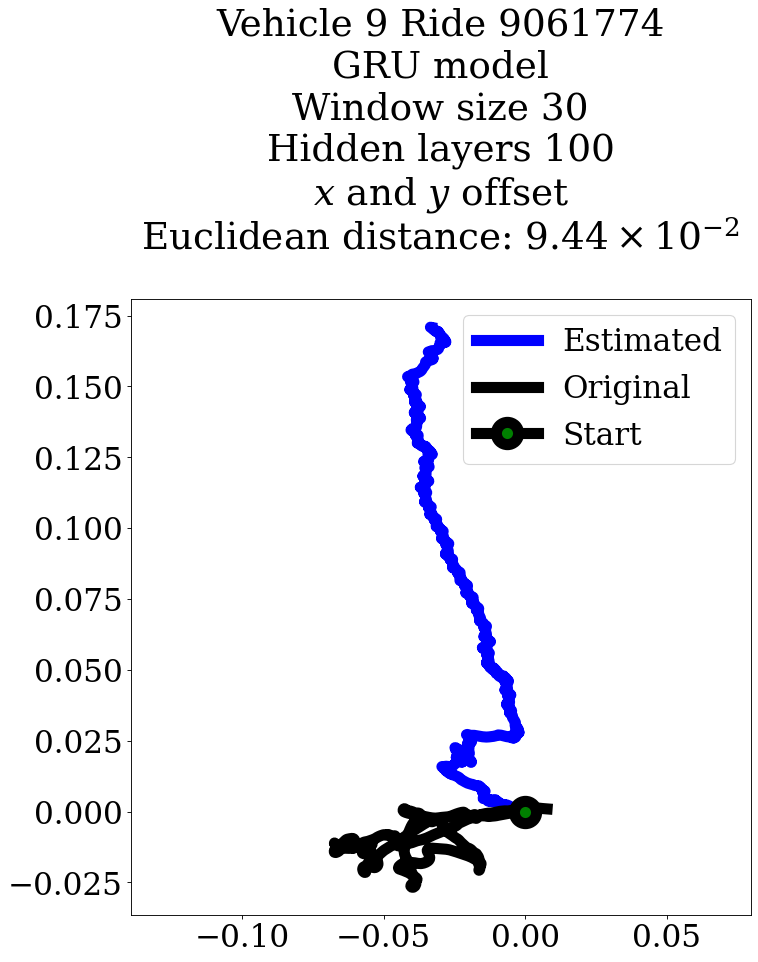 Vehicle 9 Ride 9061774
GRU model
Window size 30
Hidden layers 100
x and y offset
Euclidean distance: 9.44 × 10⁻²
Estimated
Original
Start
0.175
0.150
0.125
0.100
0.075
0.050
0.025
0.000
−0.025
−0.10
−0.05
0.00
0.05